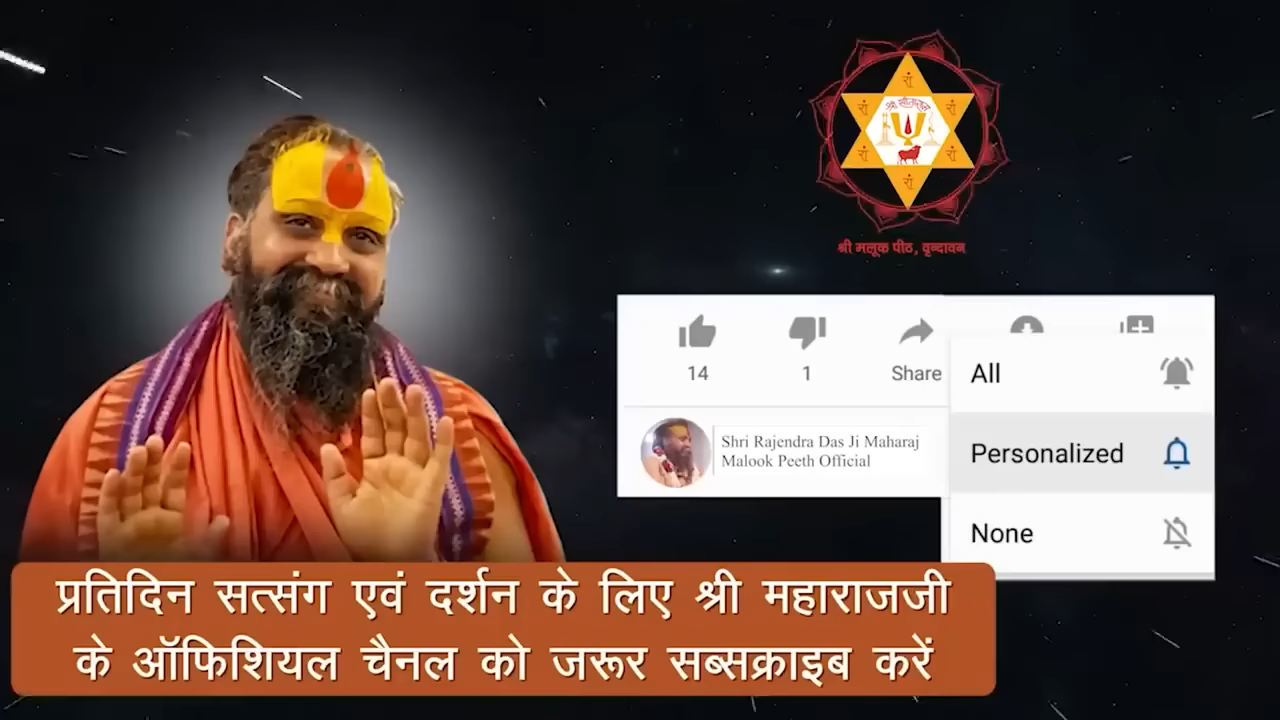 रां
रां
रां
श्री सीताराम
रां
रां
रां
श्री मलूक पीठ, वृन्दावन
14
1
Share
All
Shri Rajendra Das Ji Maharaj
Malook Peeth Official
Personalized
None
प्रतिदिन सत्संग एवं दर्शन के लिए श्री महाराजजी
के ऑफिशियल चैनल को जरूर सब्सक्राइब करें